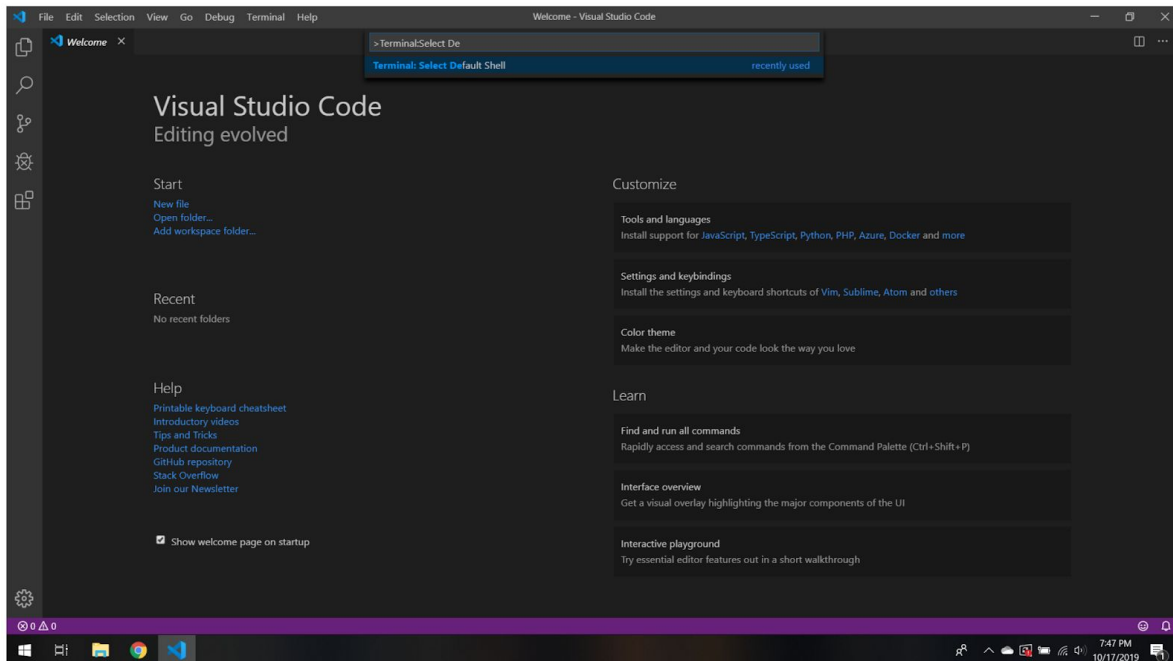 File Edit Selection View Go Debug Terminal Help
Welcome - Visual Studio Code
Welcome
>Terminal:Select De
Terminal: Select Default Shell recently used
Visual Studio Code
Editing evolved
Start
New file
Open folder...
Add workspace folder...
Recent
No recent folders
Help
Printable keyboard cheatsheet
Introductory videos
Tips and Tricks
Product documentation
GitHub repository
Stack Overflow
Join our Newsletter
Show welcome page on startup
Customize
Tools and languages
Install support for JavaScript, TypeScript, Python, PHP, Azure, Docker and more
Settings and keybindings
Install the settings and keyboard shortcuts of Vim, Sublime, Atom and others
Color theme
Make the editor and your code look the way you love
Learn
Find and run all commands
Rapidly access and search commands from the Command Palette (Ctrl+Shift+P)
Interface overview
Get a visual overlay highlighting the major components of the UI
Interactive playground
Try essential editor features out in a short walkthrough
0 0
7:47 PM
10/17/2019